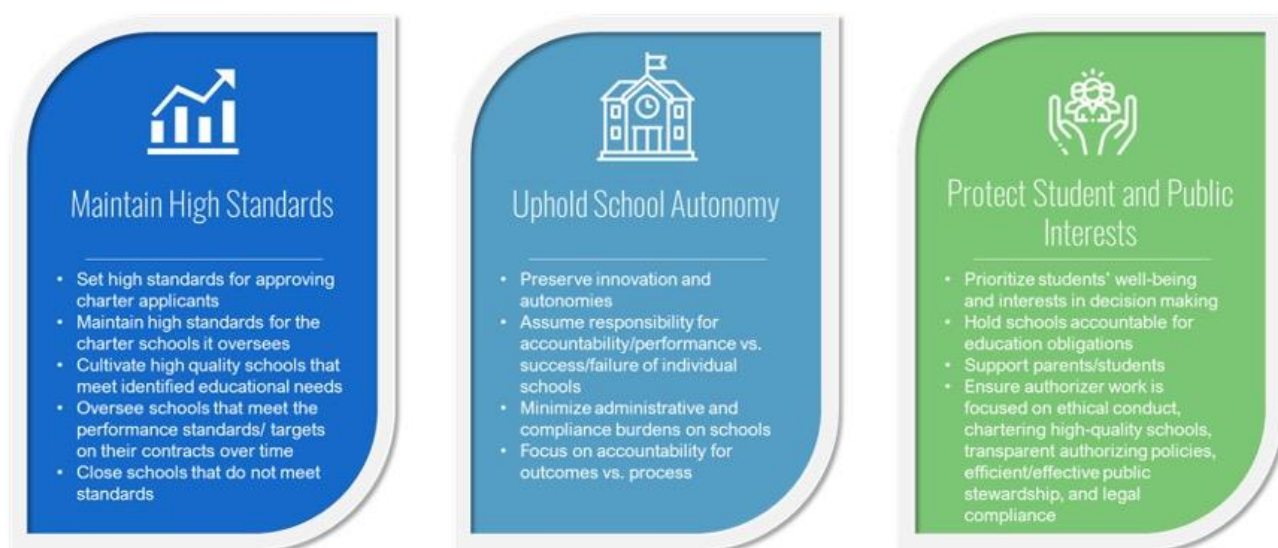 Maintain High Standards
• Set high standards for approving
charter applicants
• Maintain high standards for the
charter schools it oversees
• Cultivate high quality schools that
meet identified educational needs
• Oversee schools that meet the
performance standards/ targets
on their contracts over time
• Close schools that do not meet
standards
Uphold School Autonomy
• Preserve innovation and
autonomies
• Assume responsibility for
accountability/performance vs.
success/failure of individual
schools
• Minimize administrative and
compliance burdens on schools
• Focus on accountability for
outcomes vs. process
Protect Student and Public
Interests
• Prioritize students' well-being
and interests in decision making
• Hold schools accountable for
education obligations
• Support parents/students
• Ensure authorizer work is
focused on ethical conduct,
chartering high-quality schools,
transparent authorizing policies,
efficient/effective public
stewardship, and legal
compliance